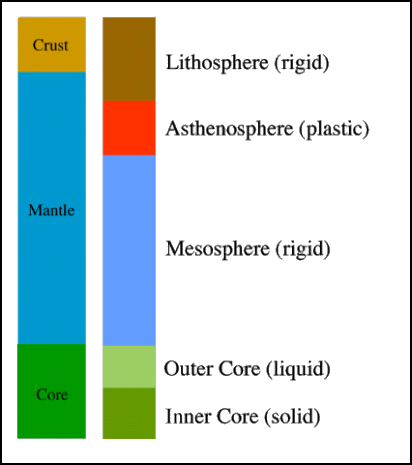 Crust
Lithosphere (rigid)
Asthenosphere (plastic)
Mantle
Mesosphere (rigid)
Outer Core (liquid)
Core
Inner Core (solid)